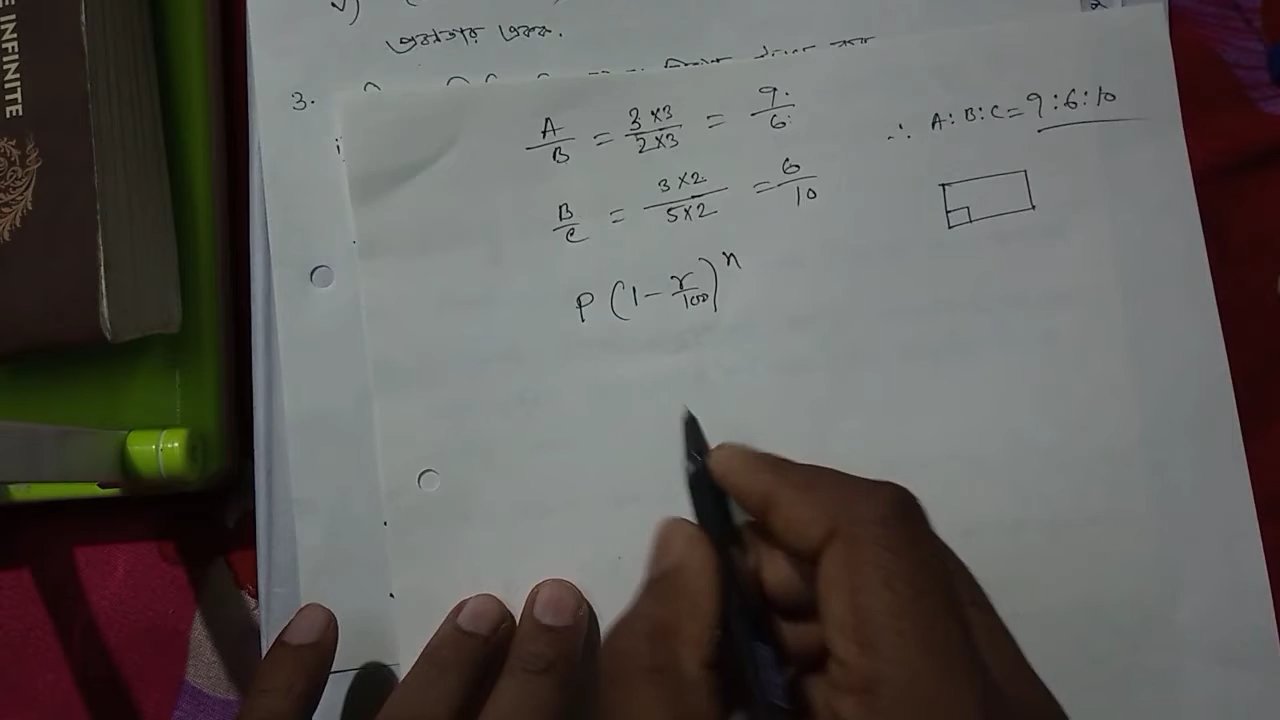 v) (
3.
A/B = 3×3/2×3 = 9/6
∴ A:B:C = 9:6:10
B/C = 3×2/5×2 = 6/10
P(1 - r/100)^n
i
E INFINITE